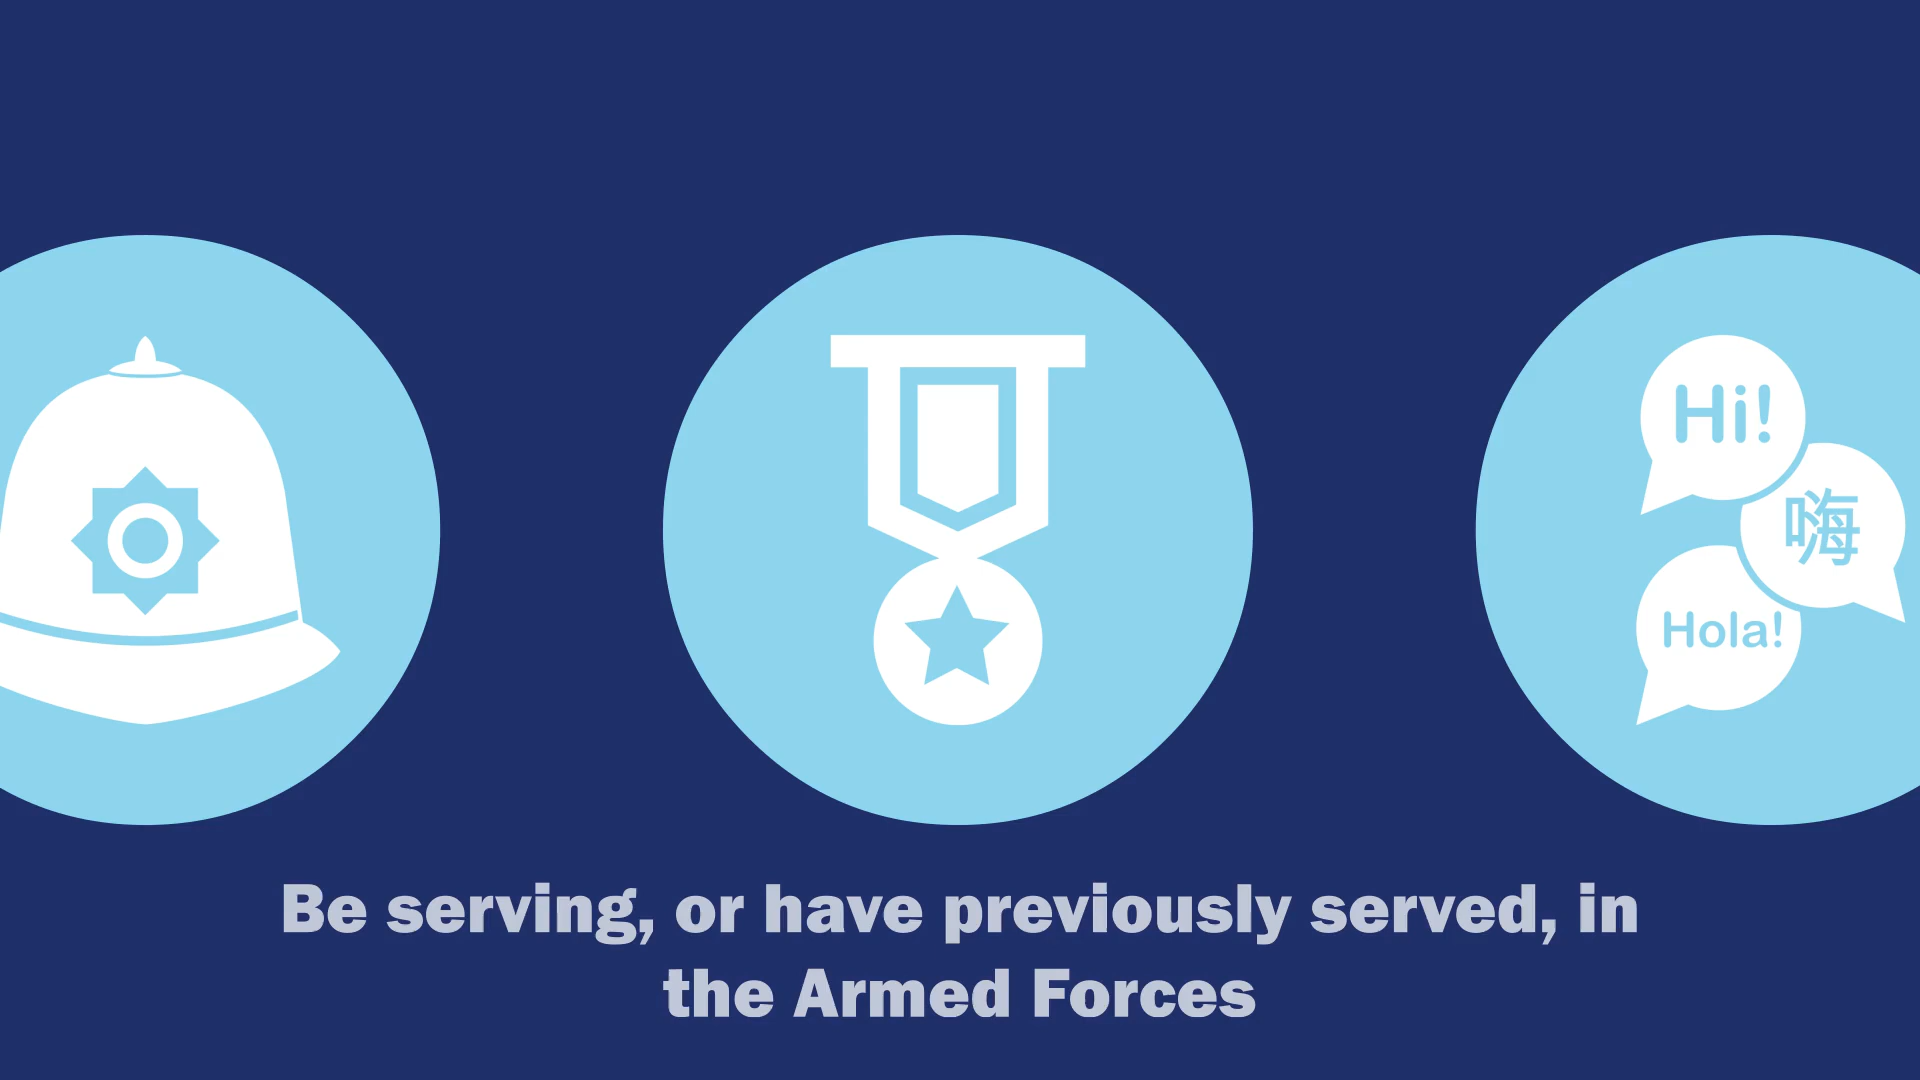 Hi!
嗨
Hola!
Be serving, or have previously served, in
the Armed Forces